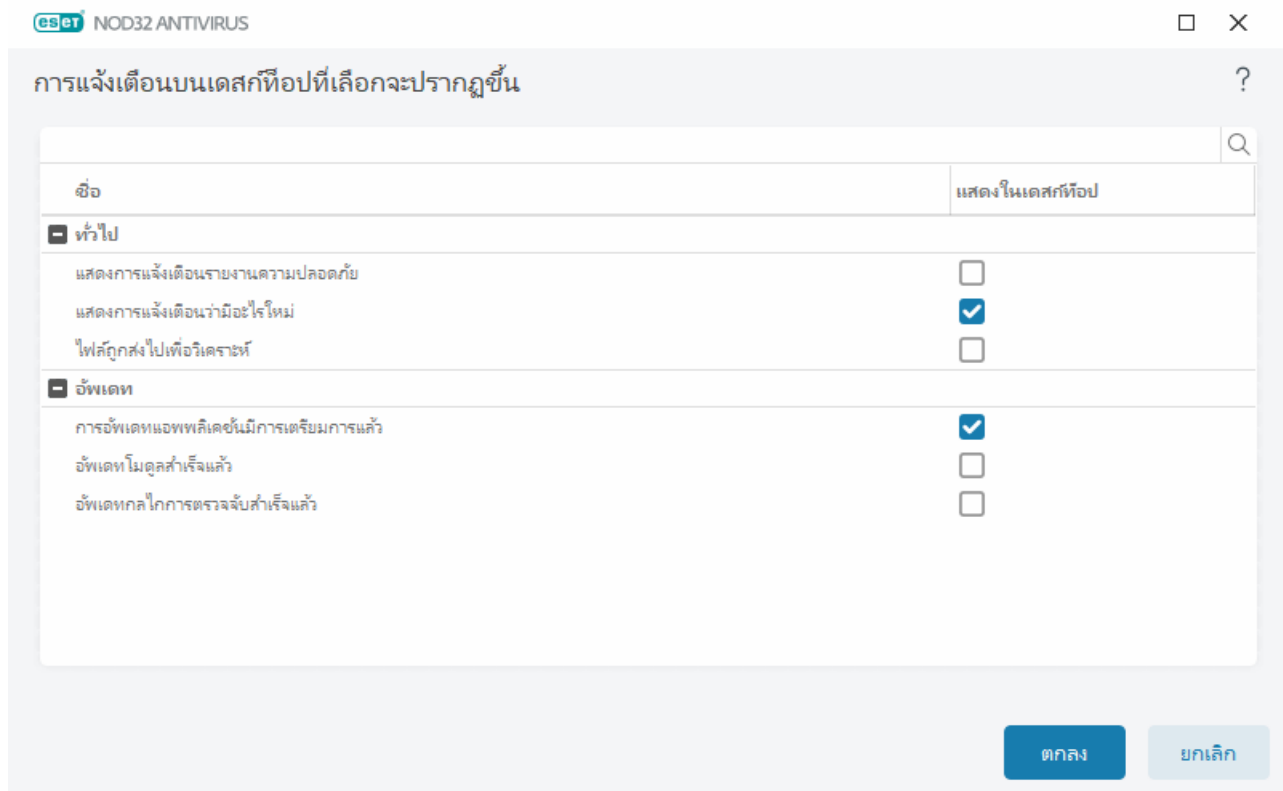 eset NOD32 ANTIVIRUS
การแจ้งเตือนบนเดสก์ท็อปที่เลือกจะปรากฏขึ้น
?
ชื่อ แสดงในเดสก์ท็อป
ทั่วไป
แสดงการแจ้งเตือนรายงานความปลอดภัย
แสดงการแจ้งเตือนว่ามีอะไรใหม่
ไฟล์ถูกส่งไปเพื่อวิเคราะห์
อัพเดท
การอัพเดทแอพพลิเคชั่นมีการเตรียมการแล้ว
อัพเดทโมดูลสำเร็จแล้ว
อัพเดทกลไกการตรวจจับสำเร็จแล้ว
ตกลง ยกเลิก